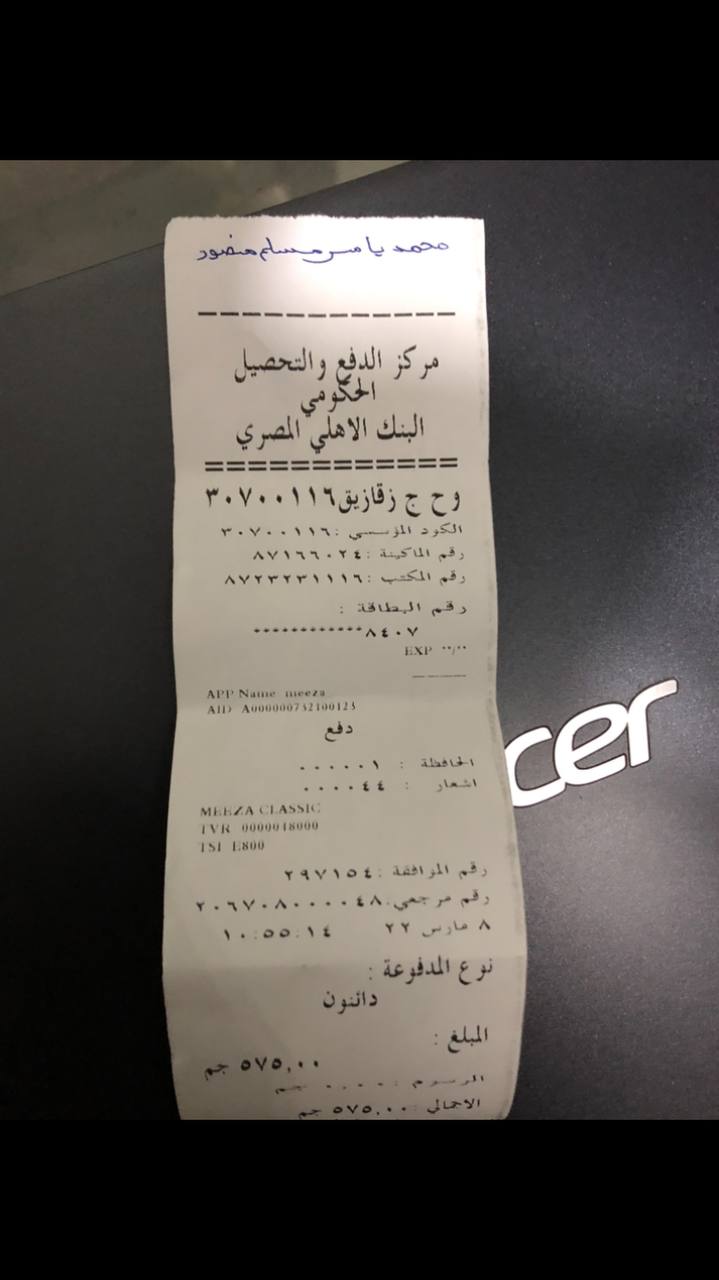 محمد ياسر مسلم منصور
مركز الدفع والتحصيل
الحكومي
البنك الاهلي المصري
وح ج زقازيق٣٠٧٠٠١١٦
الكود المؤسسي :٣٠٧٠٠١١٦
رقم الماكينة :٨٧١٦٦٠٢٤
رقم المكتب :٨٧٢٣٢٣١١١٦
رقم البطاقة :
************٨٤٠٧
EXP **/**
APP Name meeza
AID A000000732100123
دفع
الحافظة : ٠٠٠٠٠١
اشعار : ٠٠٠٠٤٤
MEEZA CLASSIC
TVR 0000048000
TSI E800
رقم الموافقة :٢٩٧١٥٤
رقم مرجعي:٢٠٦٧٠٨٠٠٠٠٤٨
٨ مارس ٢٢ ١٠:٥٥:١٤
نوع المدفوعة :
دائنون
المبلغ :
٥٧٥,٠٠ جم
الرسوم : ٠,٠٠ جم
الاجمالي :٥٧٥,٠٠ جم
cer